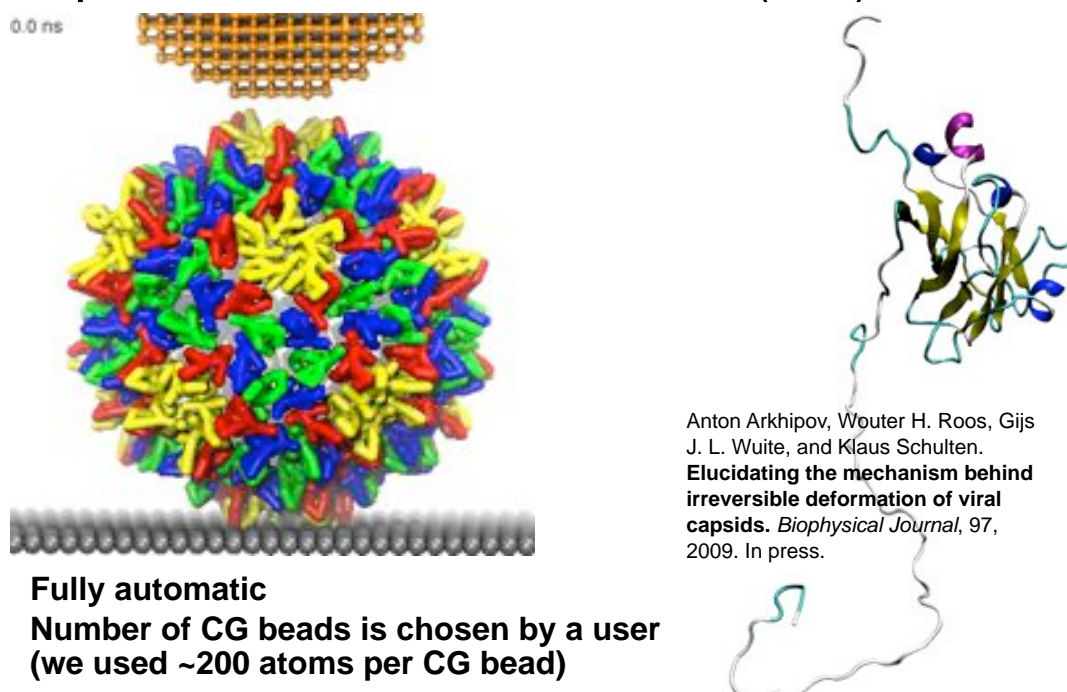 0.0 ns
Anton Arkhipov, Wouter H. Roos, Gijs
J. L. Wuite, and Klaus Schulten.
Elucidating the mechanism behind
irreversible deformation of viral
capsids. Biophysical Journal, 97,
2009. In press.
Fully automatic
Number of CG beads is chosen by a user
(we used ~200 atoms per CG bead)